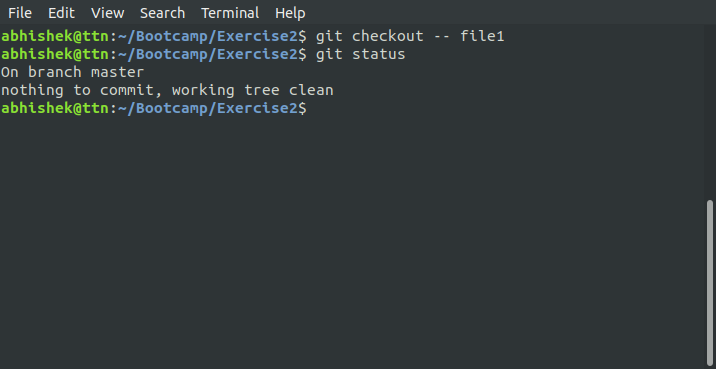 File Edit View Search Terminal Help
abhishek@ttn:~/Bootcamp/Exercise2$ git checkout -- file1
abhishek@ttn:~/Bootcamp/Exercise2$ git status
On branch master
nothing to commit, working tree clean
abhishek@ttn:~/Bootcamp/Exercise2$